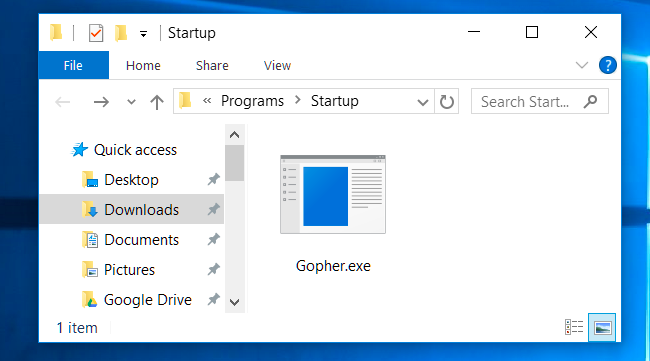 Startup
File Home Share View
?
« Programs > Startup
Search Start...
Quick access
Desktop
Downloads
Documents
Pictures
Google Drive
Gopher.exe
1 item